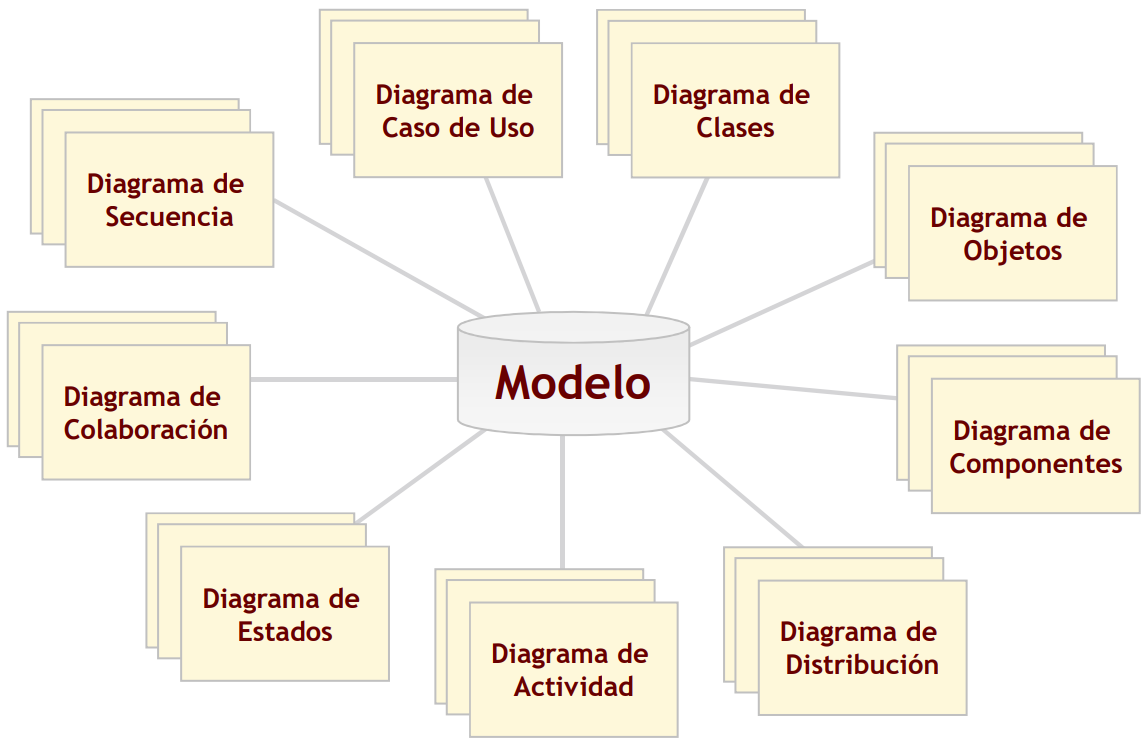 Diagrama de
Caso de Uso
Diagrama de
Clases
Diagrama de
Secuencia
Diagrama de
Objetos
Modelo
Diagrama de
Colaboración
Diagrama de
Componentes
Diagrama de
Estados
Diagrama de
Actividad
Diagrama de
Distribución